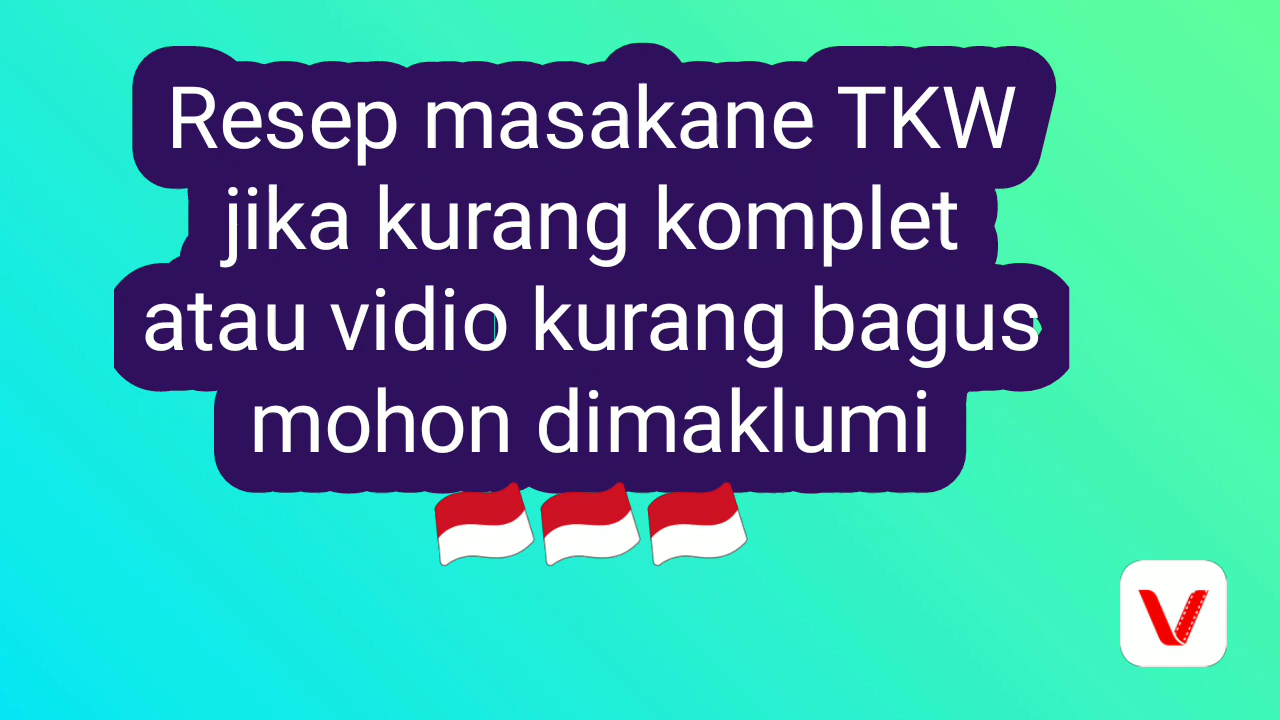 Resep masakane TKW
jika kurang komplet
atau vidio kurang bagus
mohon dimaklumi
🇮🇩🇮🇩🇮🇩